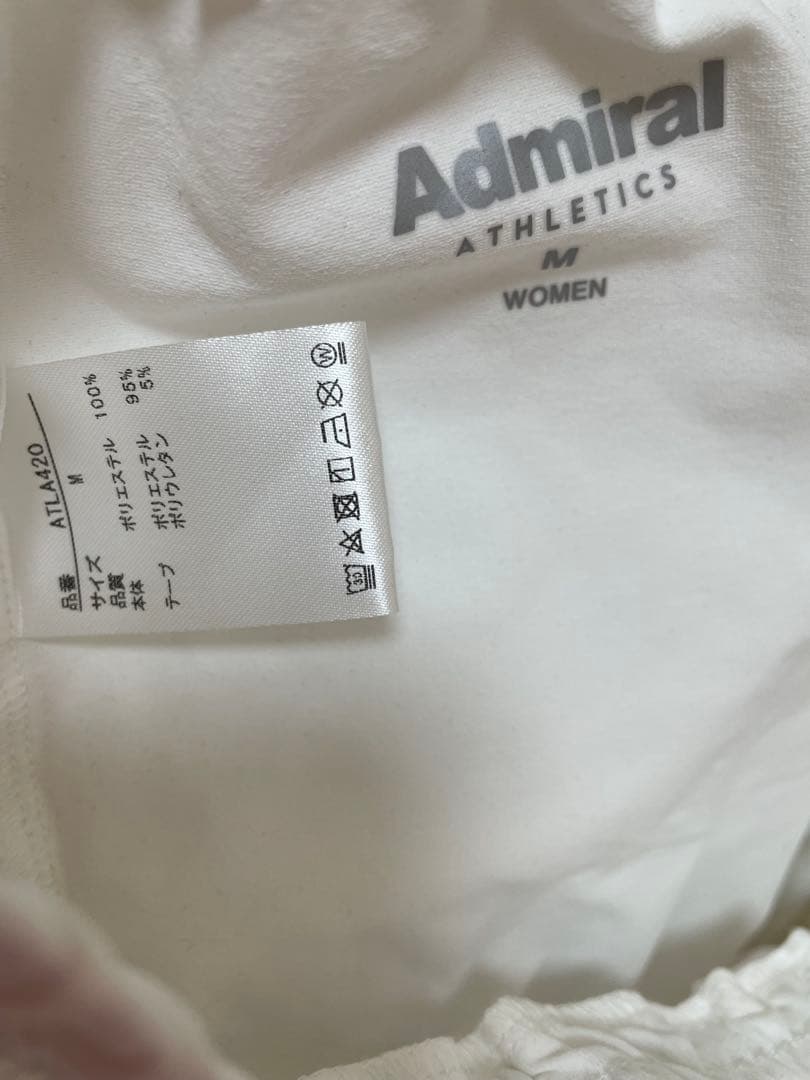 Admiral
ATHLETICS
M
WOMEN
品番 ATLA420
サイズ M
品質
本体 ポリエステル 100%
テープ ポリエステル 95%
ポリウレタン 5%
30
W